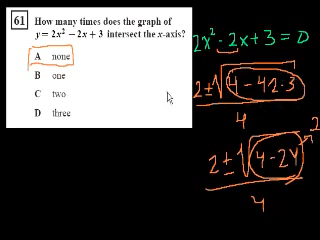 61 How many times does the graph of
y = 2x² − 2x + 3 intersect the x-axis?
A none
B one
C two
D three
2x² - 2x + 3 = 0
2 ± √4 - 42·3
4
2 ± √4 - 24
4
2